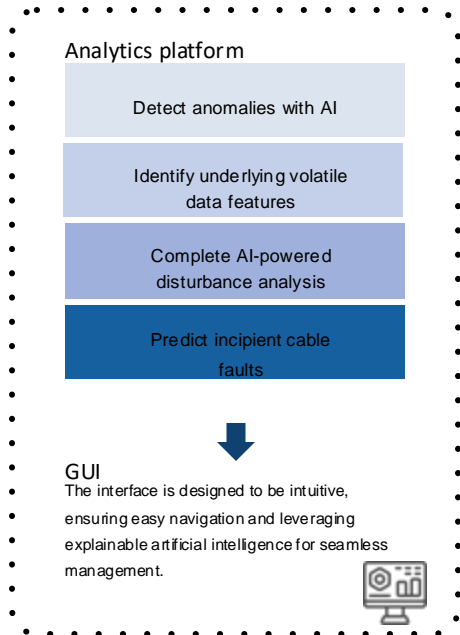 Analytics platform
Detect anomalies with AI
Identify underlying volatile
data features
Complete AI-powered
disturbance analysis
Predict incipient cable
faults
GUI
The interface is designed to be intuitive,
ensuring easy navigation and leveraging
explainable artificial intelligence for seamless
management.